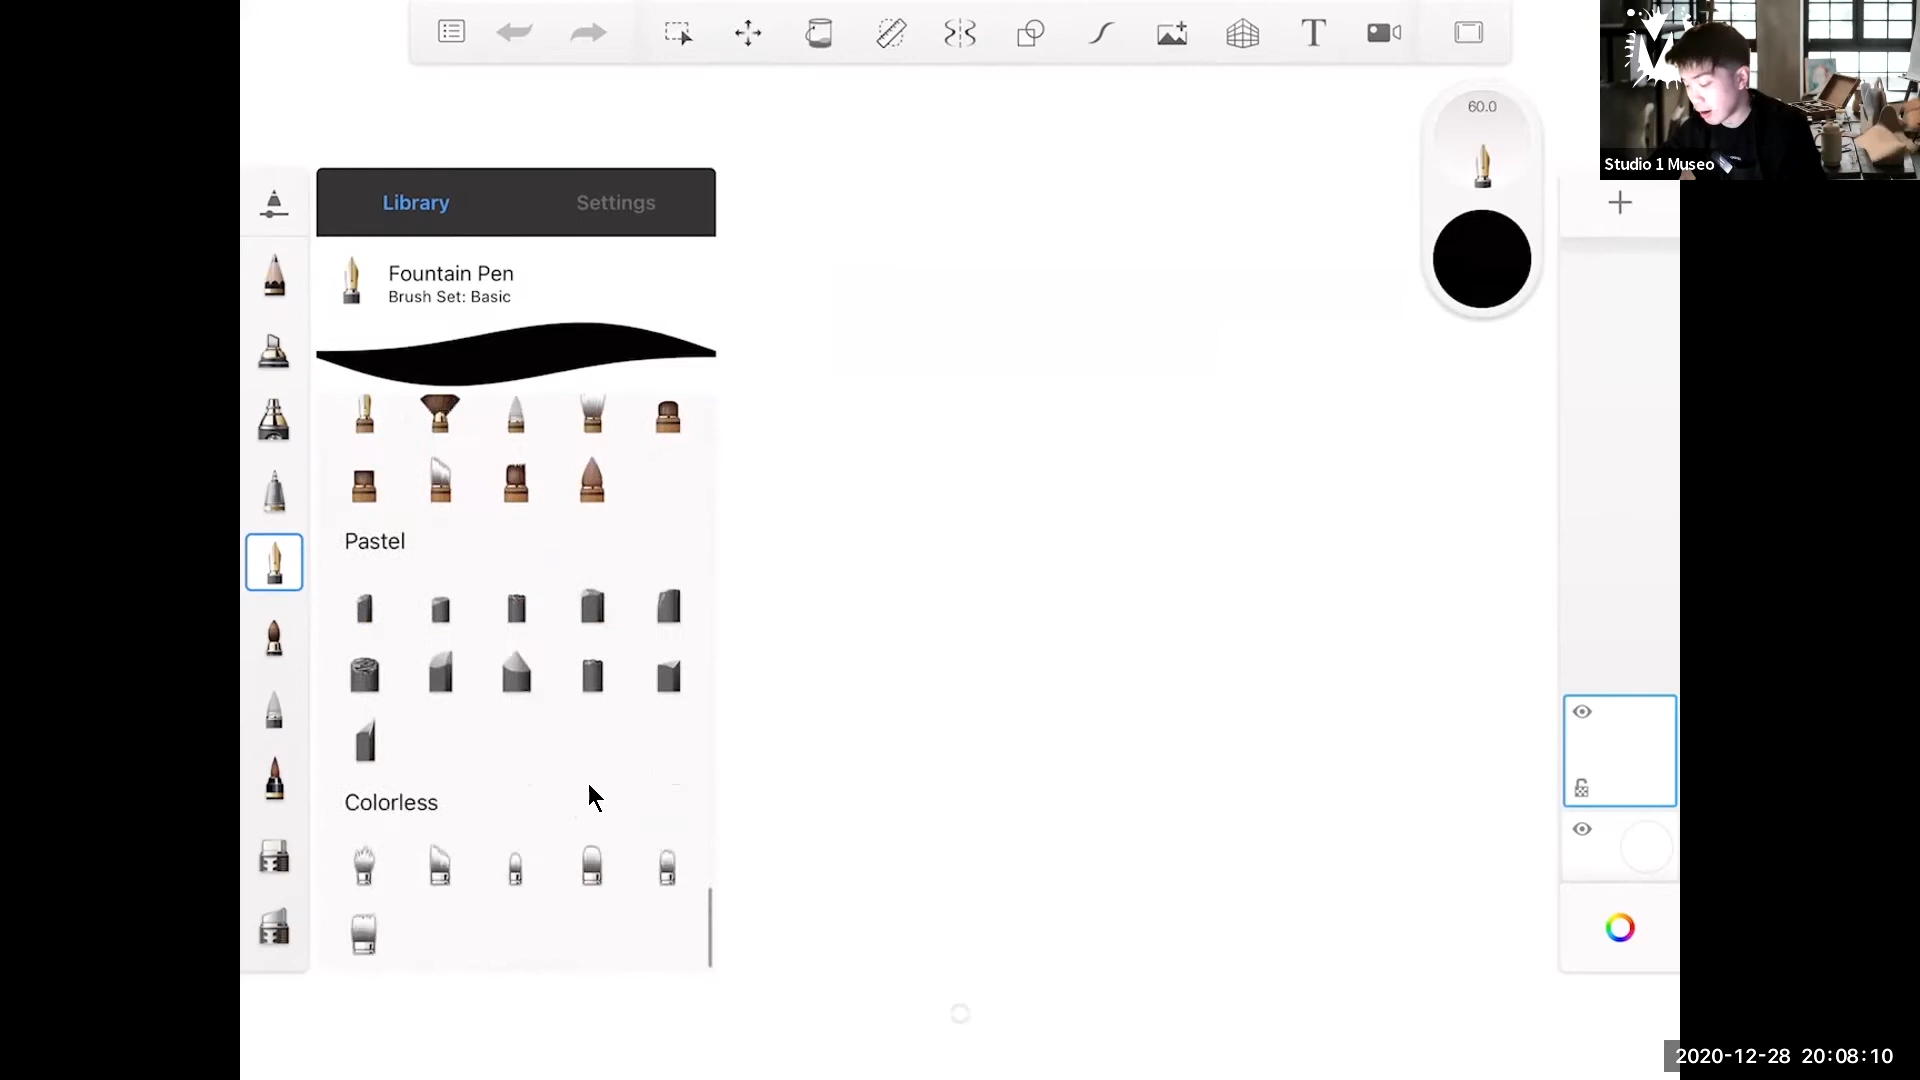 T
60.0
Studio 1 Museo
Library
Settings
Fountain Pen
Brush Set: Basic
Pastel
Colorless
2020-12-28 20:08:10